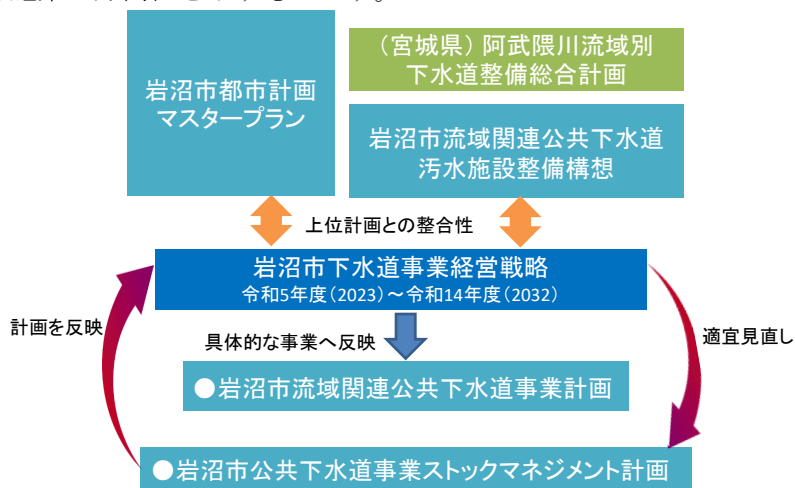 岩沼市都市計画
マスタープラン
（宮城県）阿武隈川流域別
下水道整備総合計画
岩沼市流域関連公共下水道
汚水施設整備構想
上位計画との整合性
岩沼市下水道事業経営戦略
令和5年度（2023）～令和14年度（2032）
計画を反映
具体的な事業へ反映
適宜見直し
●岩沼市流域関連公共下水道事業計画
●岩沼市公共下水道事業ストックマネジメント計画